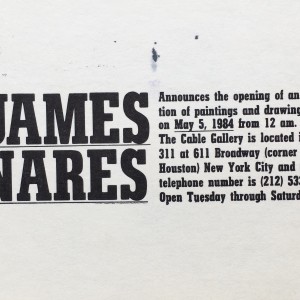 JAMES
NARES
Announces the opening of an
tion of paintings and drawing
on May 5, 1984 from 12 am.
The Cable Gallery is located i
311 at 611 Broadway (corner
Houston) New York City and
telephone number is (212) 533
Open Tuesday through Saturd